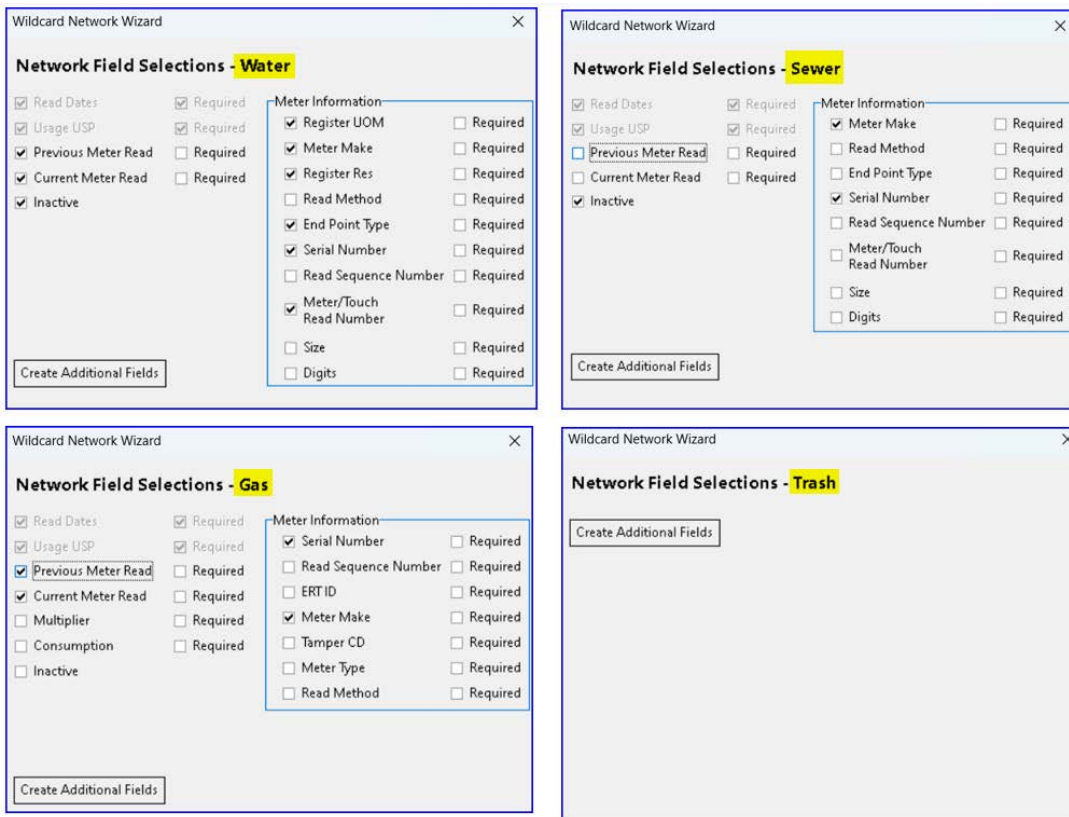 Wildcard Network Wizard
Network Field Selections - Water
Read Dates Required
Usage USP Required
Previous Meter Read Required
Current Meter Read Required
Inactive
Meter Information
Register UOM Required
Meter Make Required
Register Res Required
Read Method Required
End Point Type Required
Serial Number Required
Read Sequence Number Required
Meter/Touch
Read Number Required
Size Required
Digits Required
Create Additional Fields
Wildcard Network Wizard
Network Field Selections - Sewer
Read Dates Required
Usage USP Required
Previous Meter Read Required
Current Meter Read Required
Inactive
Meter Information
Meter Make Required
Read Method Required
End Point Type Required
Serial Number Required
Read Sequence Number Required
Meter/Touch
Read Number Required
Size Required
Digits Required
Create Additional Fields
Wildcard Network Wizard
Network Field Selections - Gas
Read Dates Required
Usage USP Required
Previous Meter Read Required
Current Meter Read Required
Multiplier Required
Consumption Required
Inactive
Meter Information
Serial Number Required
Read Sequence Number Required
ERT ID Required
Meter Make Required
Tamper CD Required
Meter Type Required
Read Method Required
Create Additional Fields
Wildcard Network Wizard
Network Field Selections - Trash
Create Additional Fields